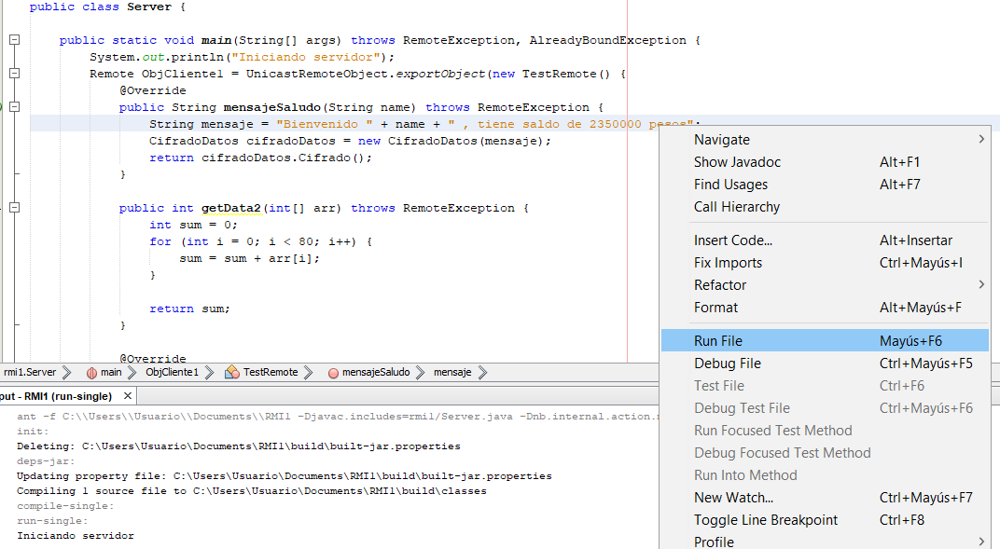 public class Server {
public static void main(String[] args) throws RemoteException, AlreadyBoundException {
System.out.println("Iniciando servidor");
Remote ObjCliente1 = UnicastRemoteObject.exportObject(new TestRemote() {
@Override
public String mensajeSaludo(String name) throws RemoteException {
String mensaje = "Bienvenido " + name + " , tiene saldo de 2350000 pesos";
CifradoDatos cifradoDatos = new CifradoDatos(mensaje);
return cifradoDatos.Cifrado();
}
public int getData2(int[] arr) throws RemoteException {
int sum = 0;
for (int i = 0; i < 80; i++) {
sum = sum + arr[i];
}
return sum;
}
@Override
rmi1.Server main ObjCliente1 TestRemote mensajeSaludo mensaje
put - RMI1 (run-single) ×
ant -f C:\\Users\\Usuario\\Documents\\RMI1 -Djavac.includes=rmi1/Server.java -Dnb.internal.action.
init:
Deleting: C:\Users\Usuario\Documents\RMI1\build\built-jar.properties
deps-jar:
Updating property file: C:\Users\Usuario\Documents\RMI1\build\built-jar.properties
Compiling 1 source file to C:\Users\Usuario\Documents\RMI1\build\classes
compile-single:
run-single:
Iniciando servidor
Navigate
Show Javadoc Alt+F1
Find Usages Alt+F7
Call Hierarchy
Insert Code... Alt+Insertar
Fix Imports Ctrl+Mayús+I
Refactor
Format Alt+Mayús+F
Run File Mayús+F6
Debug File Ctrl+Mayús+F5
Test File Ctrl+F6
Debug Test File Ctrl+Mayús+F6
Run Focused Test Method
Debug Focused Test Method
Run Into Method
New Watch... Ctrl+Mayús+F7
Toggle Line Breakpoint Ctrl+F8
Profile